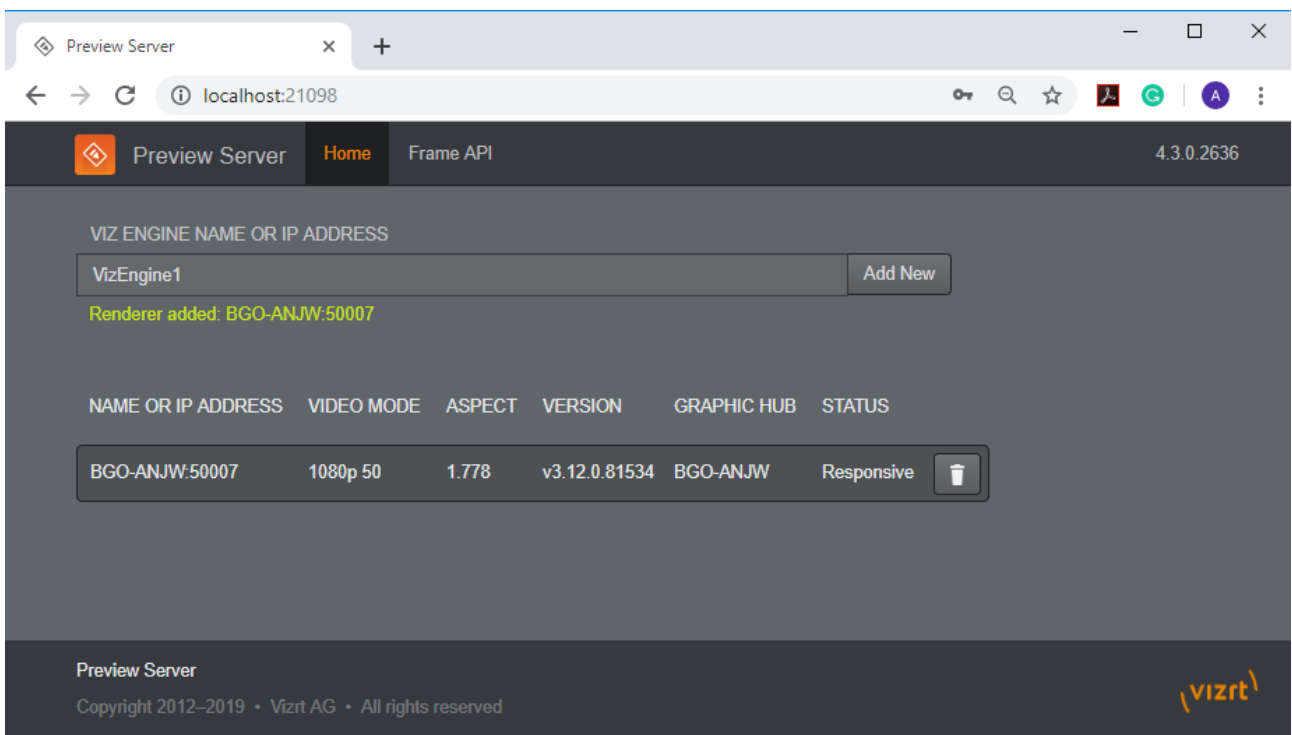 Preview Server
localhost:21098
A
Preview Server Home Frame API 4.3.0.2636
VIZ ENGINE NAME OR IP ADDRESS
VizEngine1 Add New
Renderer added: BGO-ANJW:50007
NAME OR IP ADDRESS VIDEO MODE ASPECT VERSION GRAPHIC HUB STATUS
BGO-ANJW:50007 1080p 50 1.778 v3.12.0.81534 BGO-ANJW Responsive
Preview Server
Copyright 2012–2019 • Vizrt AG • All rights reserved
vizrt